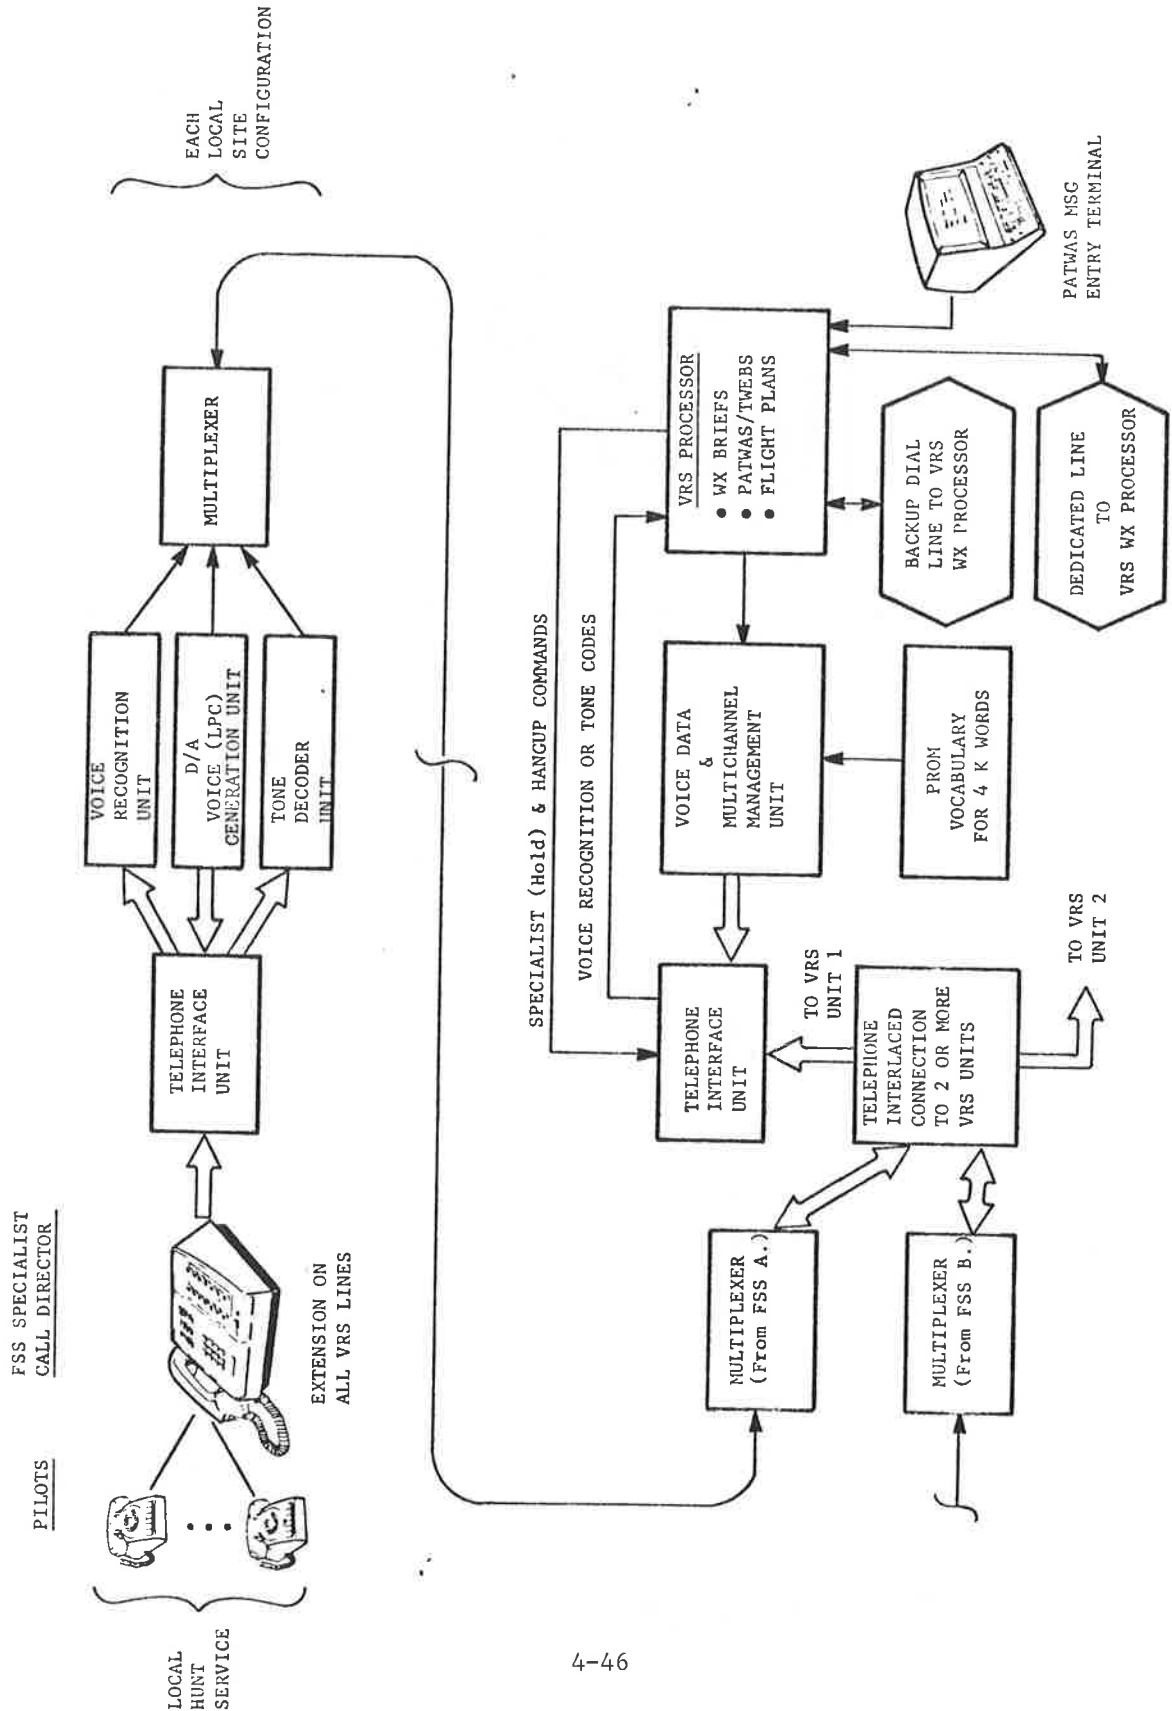 PILOTS
FSS SPECIALIST
CALL DIRECTOR
LOCAL
HUNT
SERVICE
EXTENSION ON
ALL VRS LINES
TELEPHONE
INTERFACE
UNIT
VOICE
RECOGNITION
UNIT
D/A
VOICE (LPC)
GENERATION UNIT
TONE
DECODER
UNIT
MULTIPLEXER
EACH
LOCAL
SITE
CONFIGURATION
SPECIALIST (Hold) & HANGUP COMMANDS
VOICE RECOGNITION OR TONE CODES
MULTIPLEXER
(From FSS A.)
MULTIPLEXER
(From FSS B.)
TELEPHONE
INTERFACE
UNIT
TO VRS
UNIT 1
TELEPHONE
INTERLACED
CONNECTION
TO 2 OR MORE
VRS UNITS
TO VRS
UNIT 2
VOICE DATA
&
MULTICHANNEL
MANAGEMENT
UNIT
PROM
VOCABULARY
FOR 4 K WORDS
VRS PROCESSOR
• WX BRIEFS
• PATWAS/TWEBS
• FLIGHT PLANS
BACKUP DIAL
LINE TO VRS
WX PROCESSOR
DEDICATED LINE
TO
VRS WX PROCESSOR
PATWAS MSG
ENTRY TERMINAL
4-46